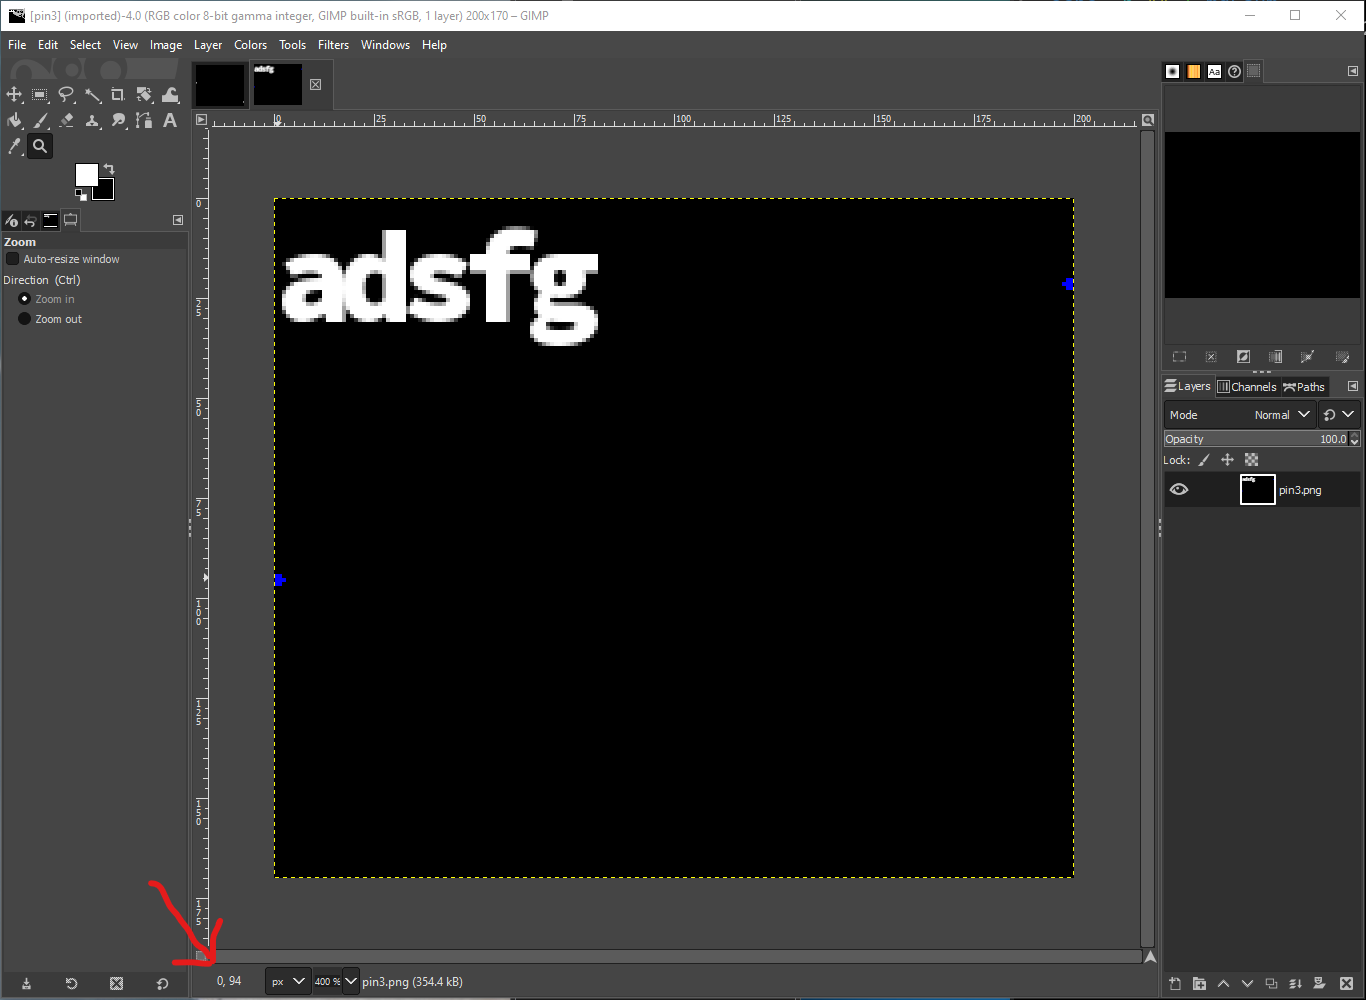 [pin3] (imported)-4.0 (RGB color 8-bit gamma integer, GIMP built-in sRGB, 1 layer) 200x170 – GIMP
File Edit Select View Image Layer Colors Tools Filters Windows Help
adsfg
Aa
0 25 50 75 100 125 150 175 200
0
25
50
75
100
125
150
175
Zoom
Auto-resize window
Direction (Ctrl)
Zoom in
Zoom out
adsfg
Layers Channels Paths
Mode Normal
Opacity 100.0
Lock:
adsfg
pin3.png
0, 94 px 400 % pin3.png (354.4 kB)